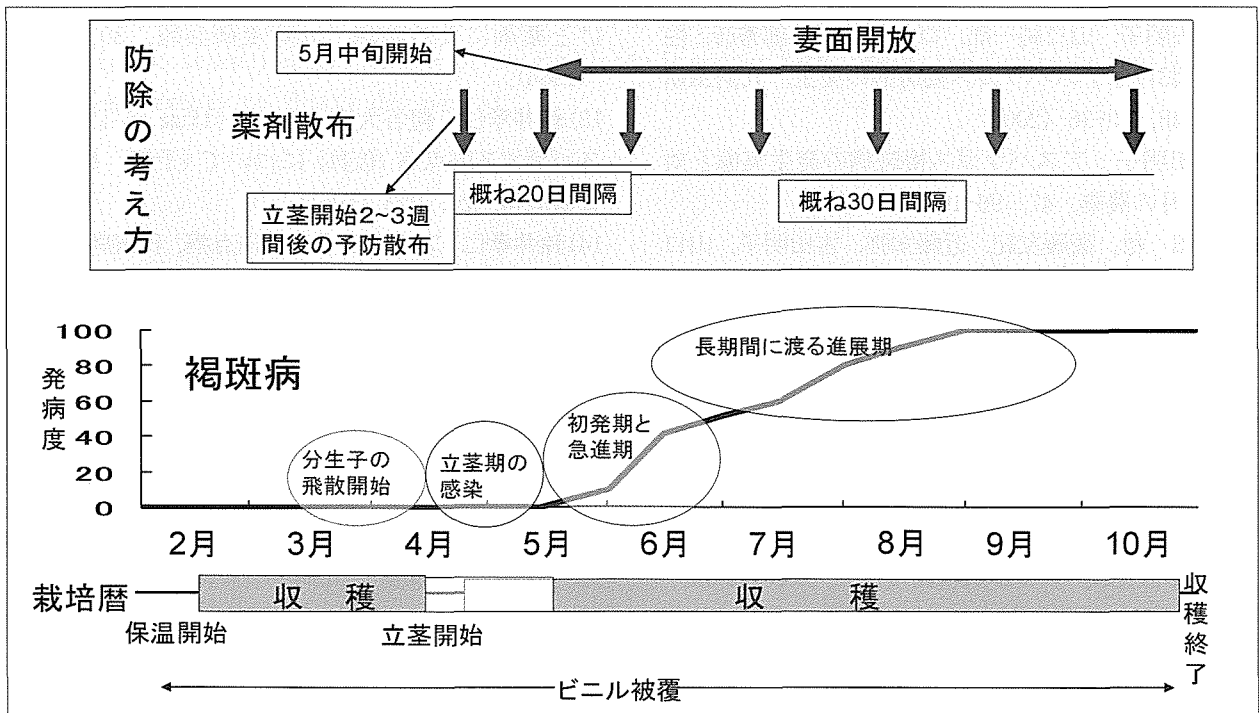 防除の考え方
5月中旬開始
妻面開放
薬剤散布
立茎開始2~3週
間後の予防散布
概ね20日間隔
概ね30日間隔
発病度
100
80
60
40
20
0
褐斑病
分生子の
飛散開始
立茎期の
感染
初発期と
急進期
長期間に渡る進展期
2月 3月 4月 5月 6月 7月 8月 9月 10月
栽培暦
収 穫
収 穫
収穫終了
保温開始
立茎開始
ビニル被覆